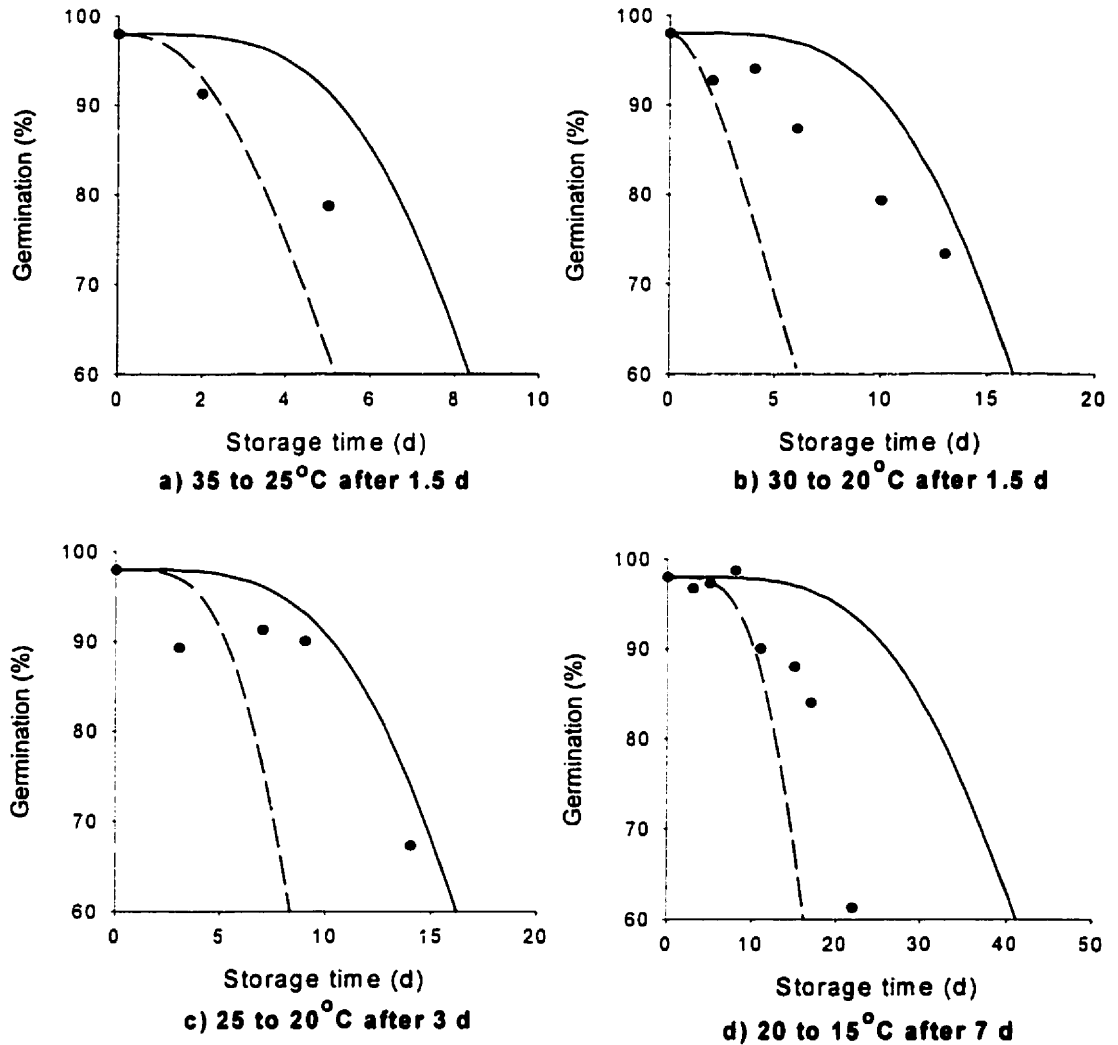 100
90
80
70
60
Germination (%)
0 2 4 6 8 10
Storage time (d)
a) 35 to 25°C after 1.5 d
100
90
80
70
60
Germination (%)
0 5 10 15 20
Storage time (d)
b) 30 to 20°C after 1.5 d
100
90
80
70
60
Germination (%)
0 5 10 15 20
Storage time (d)
c) 25 to 20°C after 3 d
100
90
80
70
60
Germination (%)
0 10 20 30 40 50
Storage time (d)
d) 20 to 15°C after 7 d